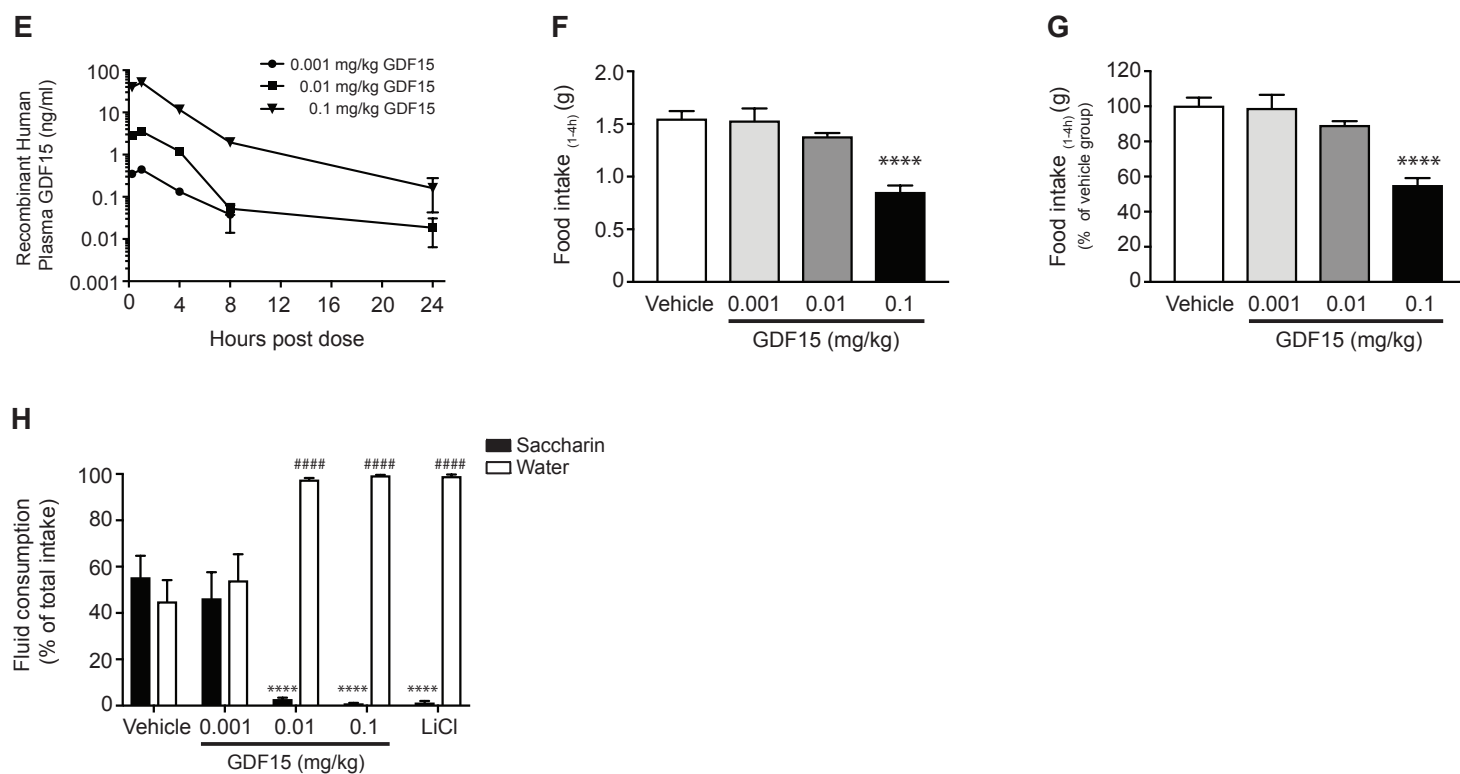 E
0.001 mg/kg GDF15
0.01 mg/kg GDF15
0.1 mg/kg GDF15
Recombinant Human
Plasma GDF15 (ng/ml)
100
10
1
0.1
0.01
0.001
0 4 8 12 16 20 24
Hours post dose
F
Food intake (1-4h) (g)
2.0
1.5
1.0
0.5
0
****
Vehicle 0.001 0.01 0.1
GDF15 (mg/kg)
G
Food intake (1-4h) (g)
(% of vehicle group)
120
100
80
60
40
20
0
****
Vehicle 0.001 0.01 0.1
GDF15 (mg/kg)
H
Saccharin
Water
Fluid consumption
(% of total intake)
100
80
60
40
20
0
#### #### ####
**** **** ****
Vehicle 0.001 0.01 0.1 LiCl
GDF15 (mg/kg)